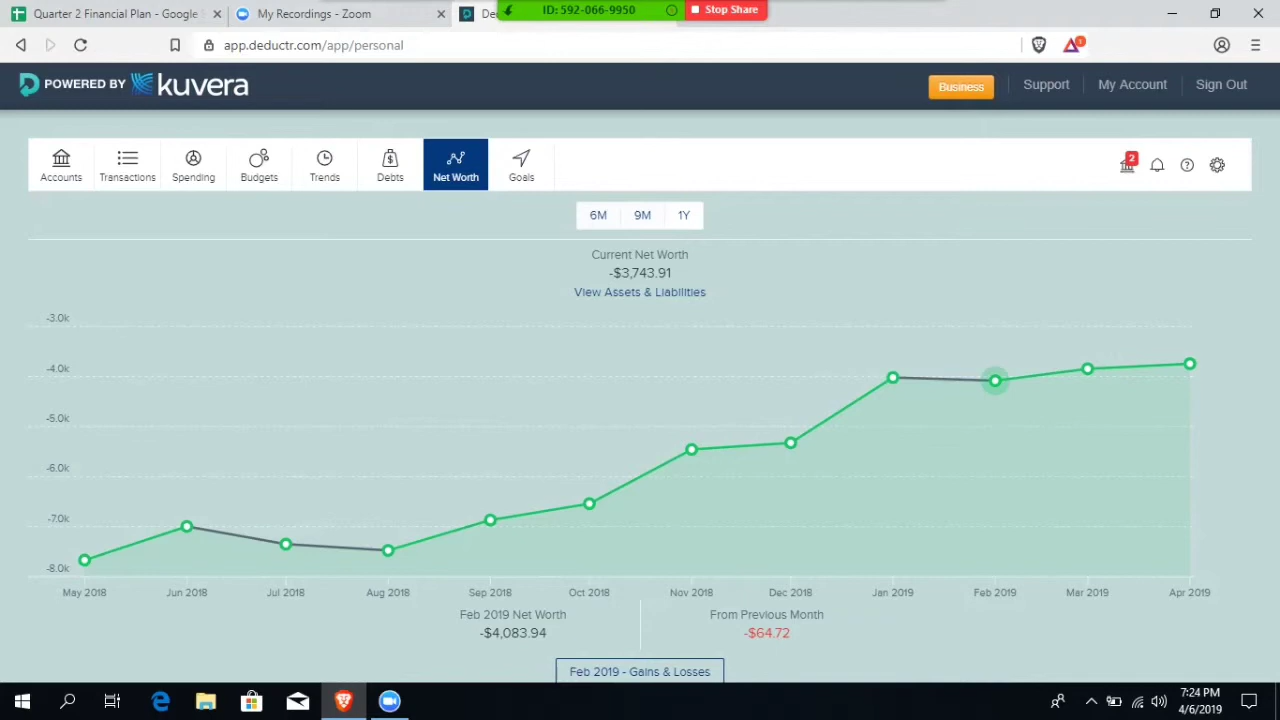 Quarter 2 Financial Plan - Google
My Recordings - Zoom
De
ID: 592-066-9950
Stop Share
app.deductr.com/app/personal
1
POWERED BY kuvera
Business
Support
My Account
Sign Out
Accounts
Transactions
Spending
Budgets
Trends
Debts
Net Worth
Goals
2
6M
9M
1Y
Current Net Worth
-$3,743.91
View Assets & Liabilities
-3.0k
-4.0k
-5.0k
-6.0k
-7.0k
-8.0k
May 2018
Jun 2018
Jul 2018
Aug 2018
Sep 2018
Oct 2018
Nov 2018
Dec 2018
Jan 2019
Feb 2019
Mar 2019
Apr 2019
Feb 2019 Net Worth
-$4,083.94
From Previous Month
-$64.72
Feb 2019 - Gains & Losses
7:24 PM
4/6/2019